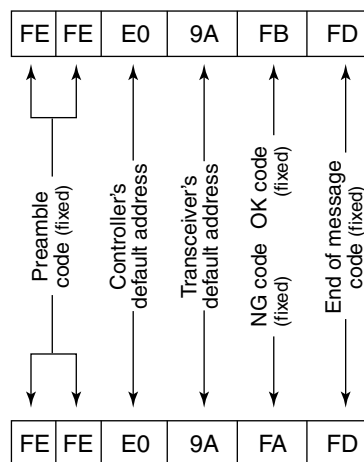 FE FE E0 9A FB FD
Preamble
code (fixed)
Controller's
default address
Transceiver's
default address
OK code
(fixed)
NG code
(fixed)
End of message
code (fixed)
FE FE E0 9A FA FD